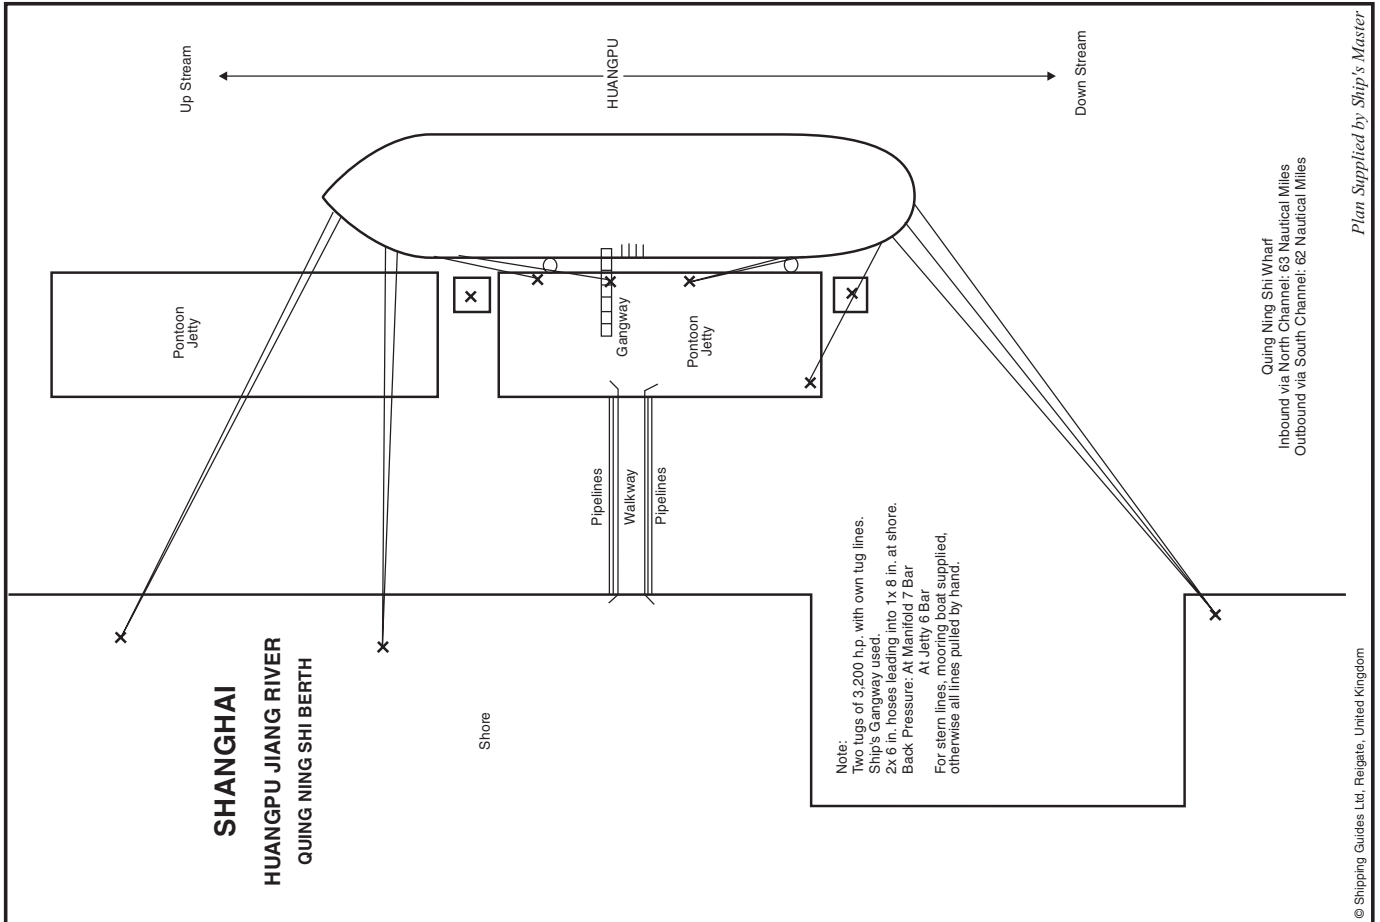 SHANGHAI
HUANGPU JIANG RIVER
QUING NING SHI BERTH
Up Stream
HUANGPU
Down Stream
Pontoon
Jetty
Gangway
Pontoon
Jetty
Pipelines
Walkway
Pipelines
Shore
Note:
Two tugs of 3,200 h.p. with own tug lines.
Ship's Gangway used.
2x 6 in. hoses leading into 1x 8 in. at shore.
Back Pressure: At Manifold 7 Bar
At Jetty 6 Bar
For stern lines, mooring boat supplied,
otherwise all lines pulled by hand.
Quing Ning Shi Wharf
Inbound via North Channel: 63 Nautical Miles
Outbound via South Channel: 62 Nautical Miles
© Shipping Guides Ltd, Reigate, United Kingdom
Plan Supplied by Ship's Master